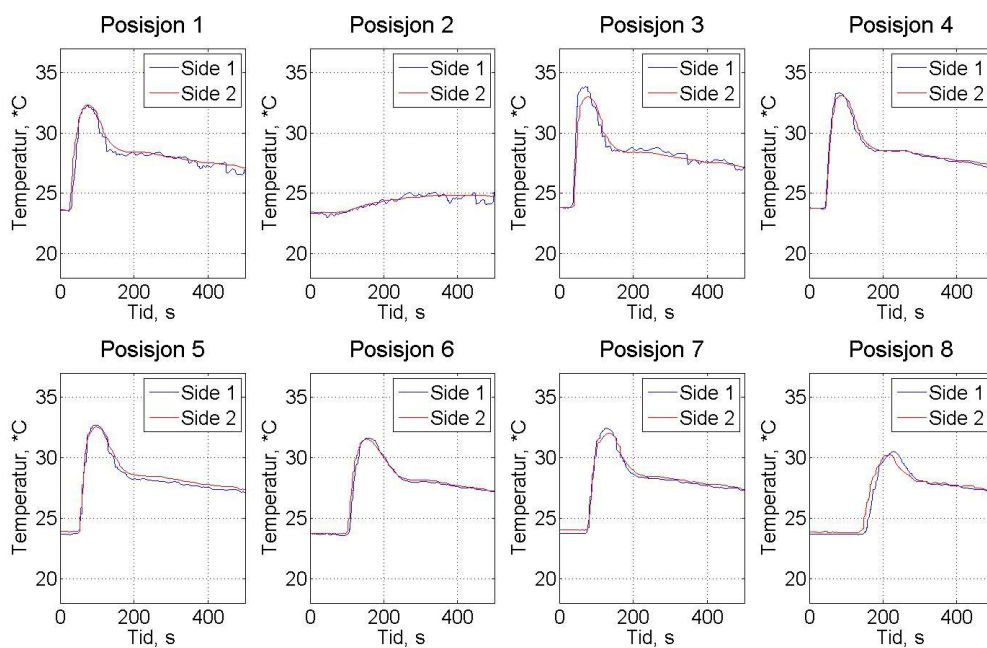 Posisjon 1
Posisjon 2
Posisjon 3
Posisjon 4
Temperatur, *C
35
30
25
20
Side 1
Side 2
0
200
400
Tid, s
Temperatur, *C
35
30
25
20
Side 1
Side 2
0
200
400
Tid, s
Temperatur, *C
35
30
25
20
Side 1
Side 2
0
200
400
Tid, s
Temperatur, *C
35
30
25
20
Side 1
Side 2
0
200
400
Tid, s
Posisjon 5
Posisjon 6
Posisjon 7
Posisjon 8
Temperatur, *C
35
30
25
20
Side 1
Side 2
0
200
400
Tid, s
Temperatur, *C
35
30
25
20
Side 1
Side 2
0
200
400
Tid, s
Temperatur, *C
35
30
25
20
Side 1
Side 2
0
200
400
Tid, s
Temperatur, *C
35
30
25
20
Side 1
Side 2
0
200
400
Tid, s